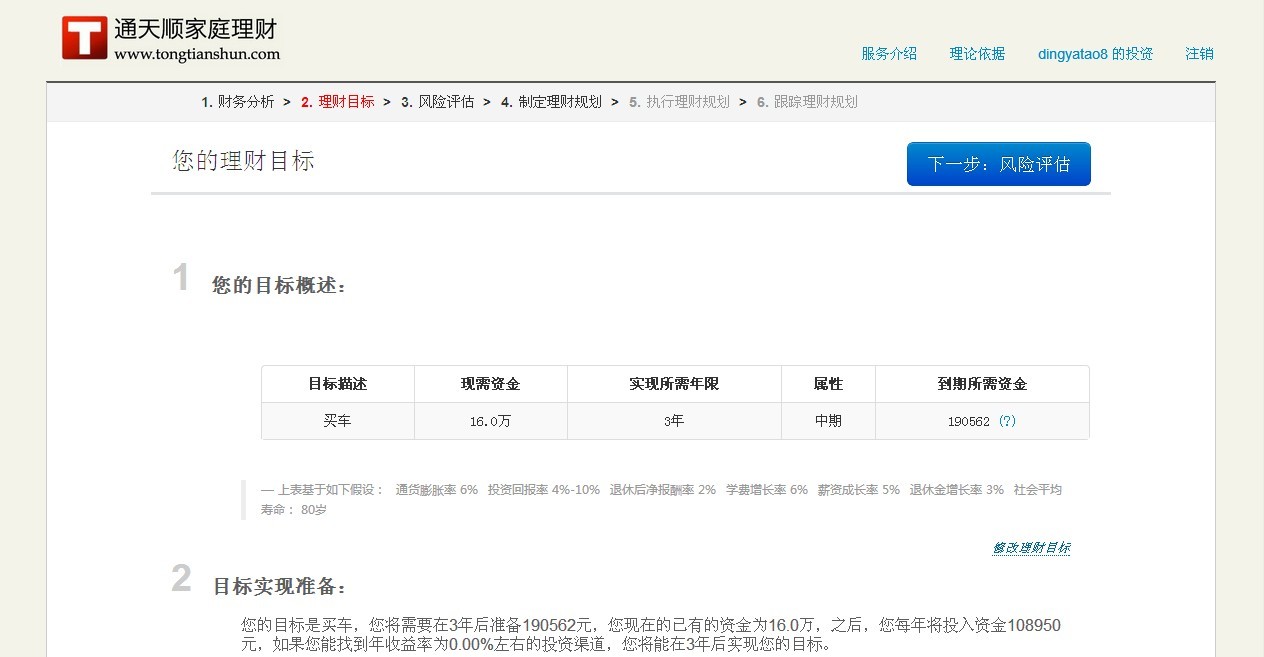 通天顺家庭理财
www.tongtianshun.com
服务介绍 理论依据 dingyatao8 的投资 注销
1. 财务分析 > 2. 理财目标 > 3. 风险评估 > 4. 制定理财规划 > 5. 执行理财规划 > 6. 跟踪理财规划
您的理财目标
下一步：风险评估
1 您的目标概述：
目标描述 现需资金 实现所需年限 属性 到期所需资金
买车 16.0万 3年 中期 190562 (?)
— 上表基于如下假设： 通货膨胀率 6% 投资回报率 4%-10% 退休后净报酬率 2% 学费增长率 6% 薪资成长率 5% 退休金增长率 3% 社会平均
寿命： 80岁
修改理财目标
2 目标实现准备：
您的目标是买车，您将需要在3年后准备190562元，您现在的已有的资金为16.0万，之后，您每年将投入资金108950
元，如果您能找到年收益率为0.00%左右的投资渠道，您将能在3年后实现您的目标。